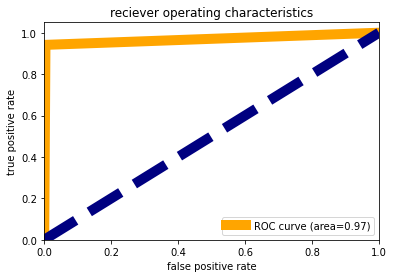 reciever operating characteristics
true positive rate
1.0
0.8
0.6
0.4
0.2
0.0
ROC curve (area=0.97)
0.0 0.2 0.4 0.6 0.8 1.0
false positive rate